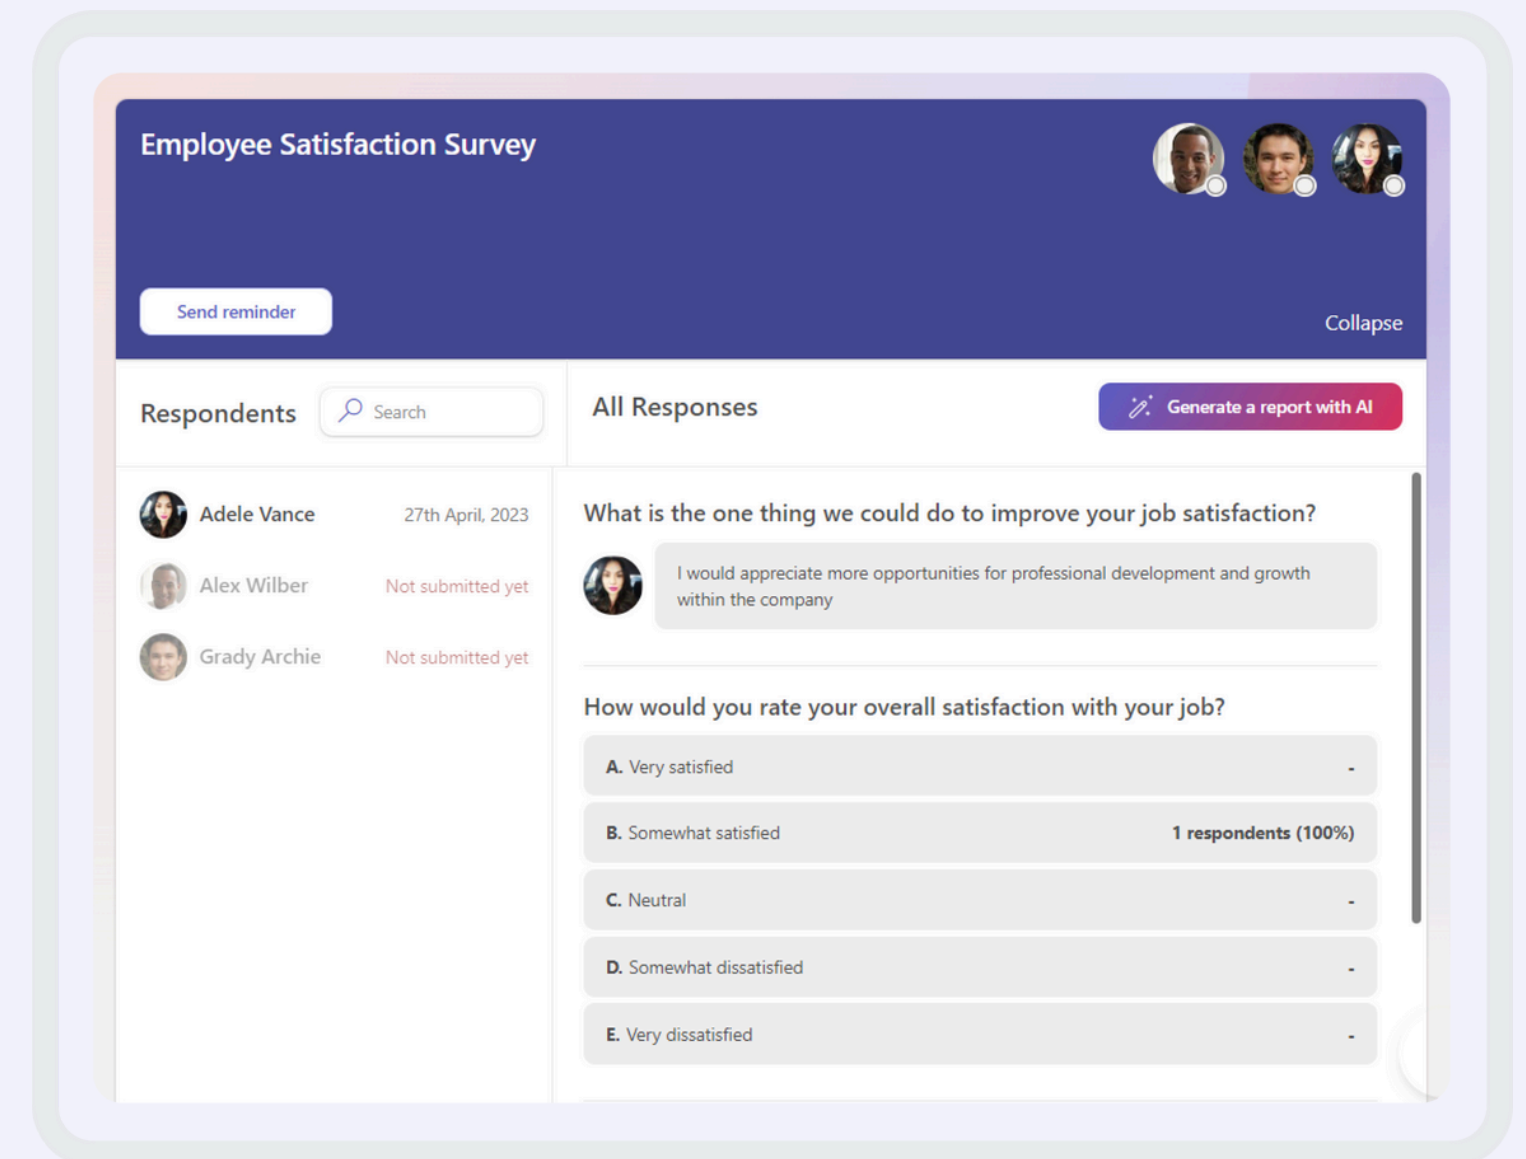 Employee Satisfaction Survey
Send reminder
Collapse
Respondents
Search
All Responses
Generate a report with AI
Adele Vance
27th April, 2023
Alex Wilber
Not submitted yet
Grady Archie
Not submitted yet
What is the one thing we could do to improve your job satisfaction?
I would appreciate more opportunities for professional development and growth
within the company
How would you rate your overall satisfaction with your job?
A. Very satisfied -
B. Somewhat satisfied 1 respondents (100%)
C. Neutral -
D. Somewhat dissatisfied -
E. Very dissatisfied -